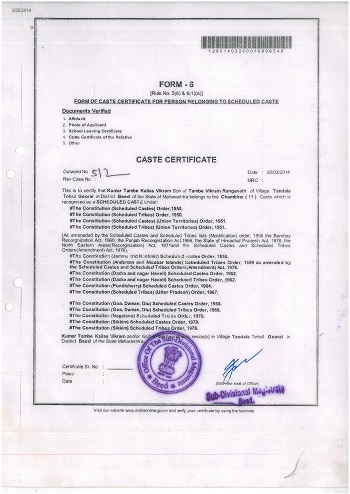 3/28/2014
FORM - 6
[Rule No. 5(6) & 6(1)(a)]
FORM OF CASTE CERTIFICATE FOR PERSON BELONGING TO SCHEDULED CASTE
Documents Verified
1. Affidavit
2. Photo of Applicant
3. School Leaving Certificate
4. Caste Certificate of the Relative
5. Other
CASTE CERTIFICATE
Outward No 512 Date : 20/03/2014
Rev Case No : MRC :
This is to certify that Kumar Tambe Kailas Vikram Son of Tambe Vikram Ranganath of Village Tandala
Tehsil Georai in District Beed of the State of Maharashtra belongs to the Chambhar ( 11 ) Caste which is
recognised as a SCHEDULED CASTE Under:
#The Constitution (Scheduled Castes) Order,1950.
#The Constitution (Scheduled Tribes) Order, 1950.
#The Constitution (Scheduled Castes) (Union Territories) Order, 1951.
#The Constitution (Scheduled Tribes) (Union Territories) Order, 1951.
(As amended by the Scheduled Castes and Scheduled Tribes (Modification) order, 1956 the Bombay
Reorganization Act, 1960, the Punjab Recognization Act 1966, the State of Himachal Pradesh Act, 1970, the
North Eastern Areas(Reorganization) Act, 1971and the Scheduled Castes and Scheduled Tribes
Orders(Amendment) Act, 1976).
#The Constitution (Jammu and Kashmir) Scheduled Castes Order, 1956.
#The Constitution (Andaman and Nicobar Islands) Scheduled Tribes Order, 1959 as amended by
the Scheduled Castes and Scheduled Tribes Orders(Amendment) Act, 1976.
#The Constitution (Dadra and nagar Haveli) Scheduled Castes Order, 1962.
#The Constitution (Dadra and nagar Haveli) Scheduled Tribes Order, 1962.
#The Constitution (Pondicherry) Scheduled Castes Order, 1964.
#The Constitution (Scheduled Tribes) (Uttar Pradesh) Order, 1967.
#The Constitution (Goa, Daman, Diu) Scheduled Castes Order, 1968.
#The Constitution (Goa, Daman, Diu) Scheduled Tribes Order, 1968.
#The Constitution (Nagaland) Scheduled Tribes Order, 1970.
#The Constitution (Sikkim) Scheduled Castes Order, 1978.
#The Constitution (Sikkim) Scheduled Tribes Order, 1978.
Kumar Tambe Kailas Vikram and/or reside(s) in Village Tandala Tehsil Georai in
District Beed of the State Maharashtra
Certificate Sr. No. :
Place :
Date :
(With the seal of Office)
Sub-Divisional Magistrate
Beed.
Visit our website www.mahaonline.gov.in and verify your certificate by using the barcode